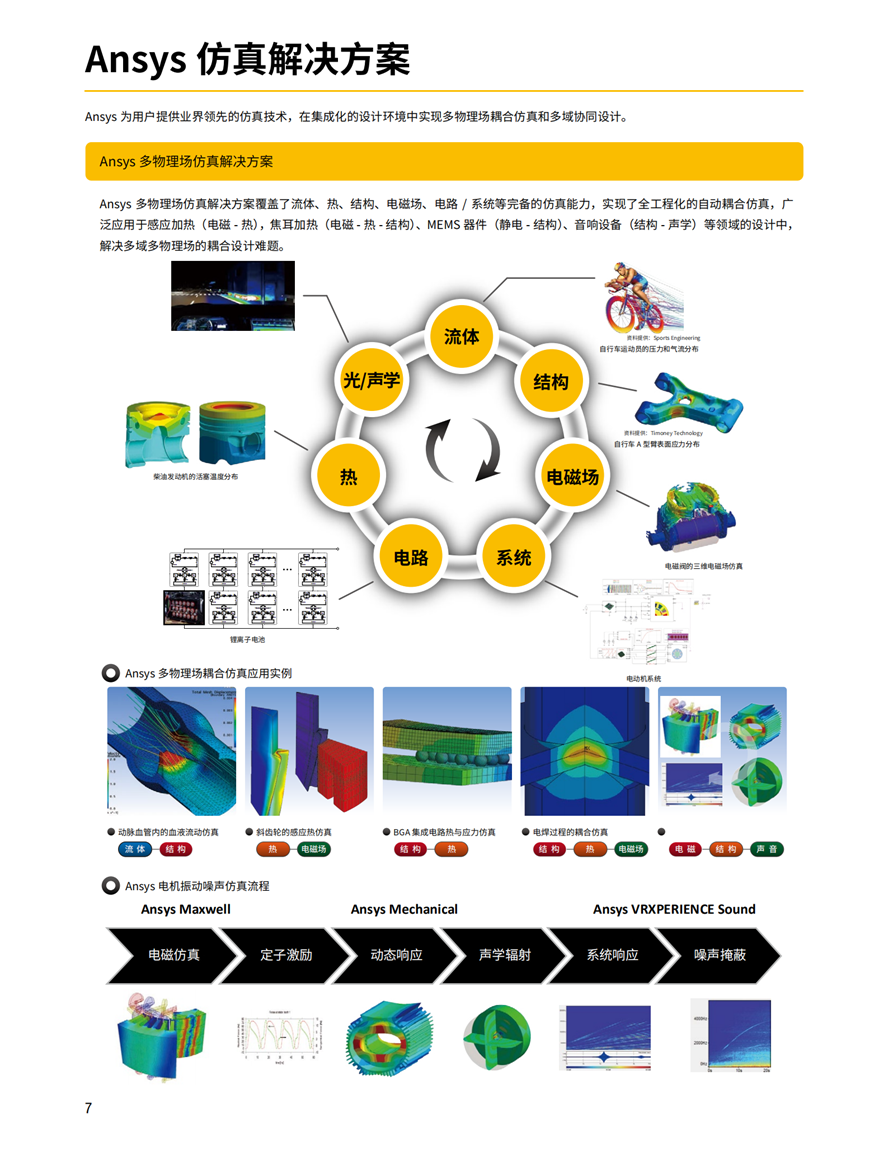 Ansys 仿真解决方案
Ansys 为用户提供业界领先的仿真技术，在集成化的设计环境中实现多物理场耦合仿真和多域协同设计。
Ansys 多物理场仿真解决方案
Ansys 多物理场仿真解决方案覆盖了流体、热、结构、电磁场、电路 / 系统等完备的仿真能力，实现了全工程化的自动耦合仿真，广
泛应用于感应加热（电磁 - 热），焦耳加热（电磁 - 热 - 结构）、MEMS 器件（静电 - 结构）、音响设备（结构 - 声学）等领域的设计中，
解决多域多物理场的耦合设计难题。
流体
资料提供：Sports Engineering
自行车运动员的压力和气流分布
光/声学
结构
资料提供：Timoney Technology
自行车 A 型臂表面应力分布
热
电磁场
柴油发动机的活塞温度分布
电路
系统
电磁阀的三维电磁场仿真
锂离子电池
电动机系统
Ansys 多物理场耦合仿真应用实例
动脉血管内的血液流动仿真
斜齿轮的感应热仿真
BGA 集成电路热与应力仿真
电焊过程的耦合仿真
流 体
结 构
热
电磁场
结 构
热
结 构
热
电磁场
电 磁
结 构
声 音
Ansys 电机振动噪声仿真流程
Ansys Maxwell
Ansys Mechanical
Ansys VRXPERIENCE Sound
电磁仿真
定子激励
动态响应
声学辐射
系统响应
噪声掩蔽
4000Hz
2000Hz
0Hz
0s
10s
20s
7